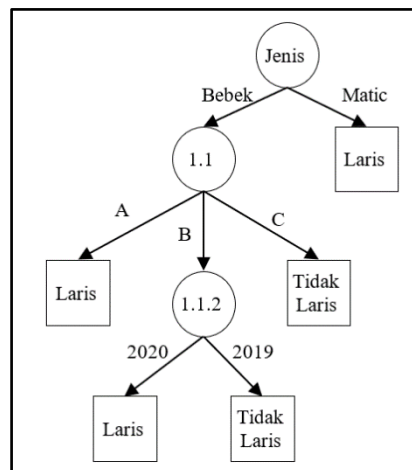 Jenis
Bebek
Matic
1.1
Laris
A
B
C
Laris
1.1.2
Tidak
Laris
2020
2019
Laris
Tidak
Laris